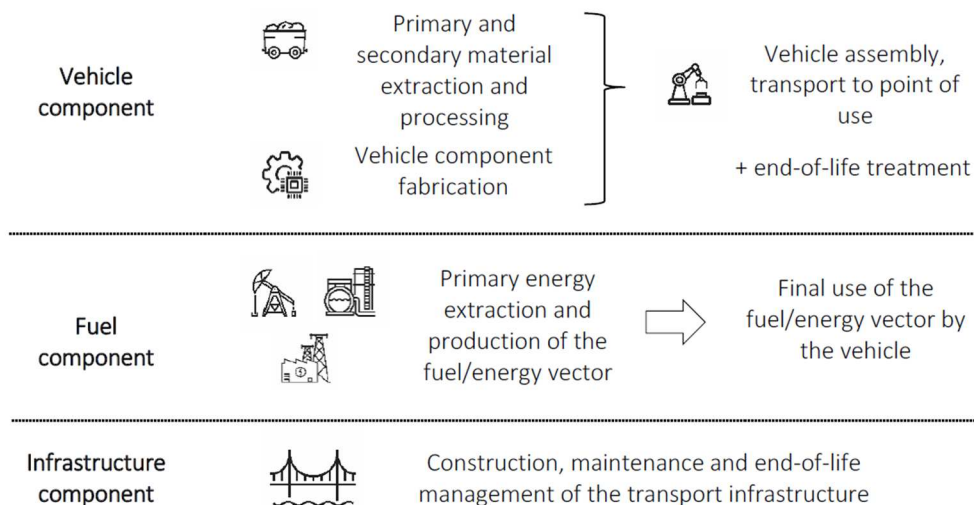 Vehicle
component
Primary and
secondary material
extraction and
processing
Vehicle component
fabrication
Vehicle assembly,
transport to point of
use
+ end-of-life treatment
Fuel
component
Primary energy
extraction and
production of the
fuel/energy vector
Final use of the
fuel/energy vector by
the vehicle
Infrastructure
component
Construction, maintenance and end-of-life
management of the transport infrastructure